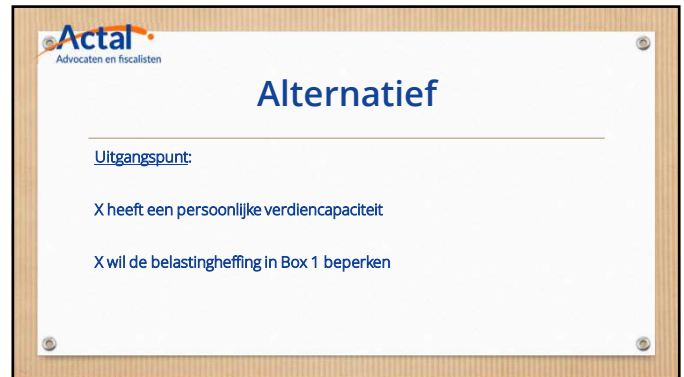 Actal
Advocaten en fiscalisten
Alternatief
Uitgangspunt:
X heeft een persoonlijke verdiencapaciteit
X wil de belastingheffing in Box 1 beperken